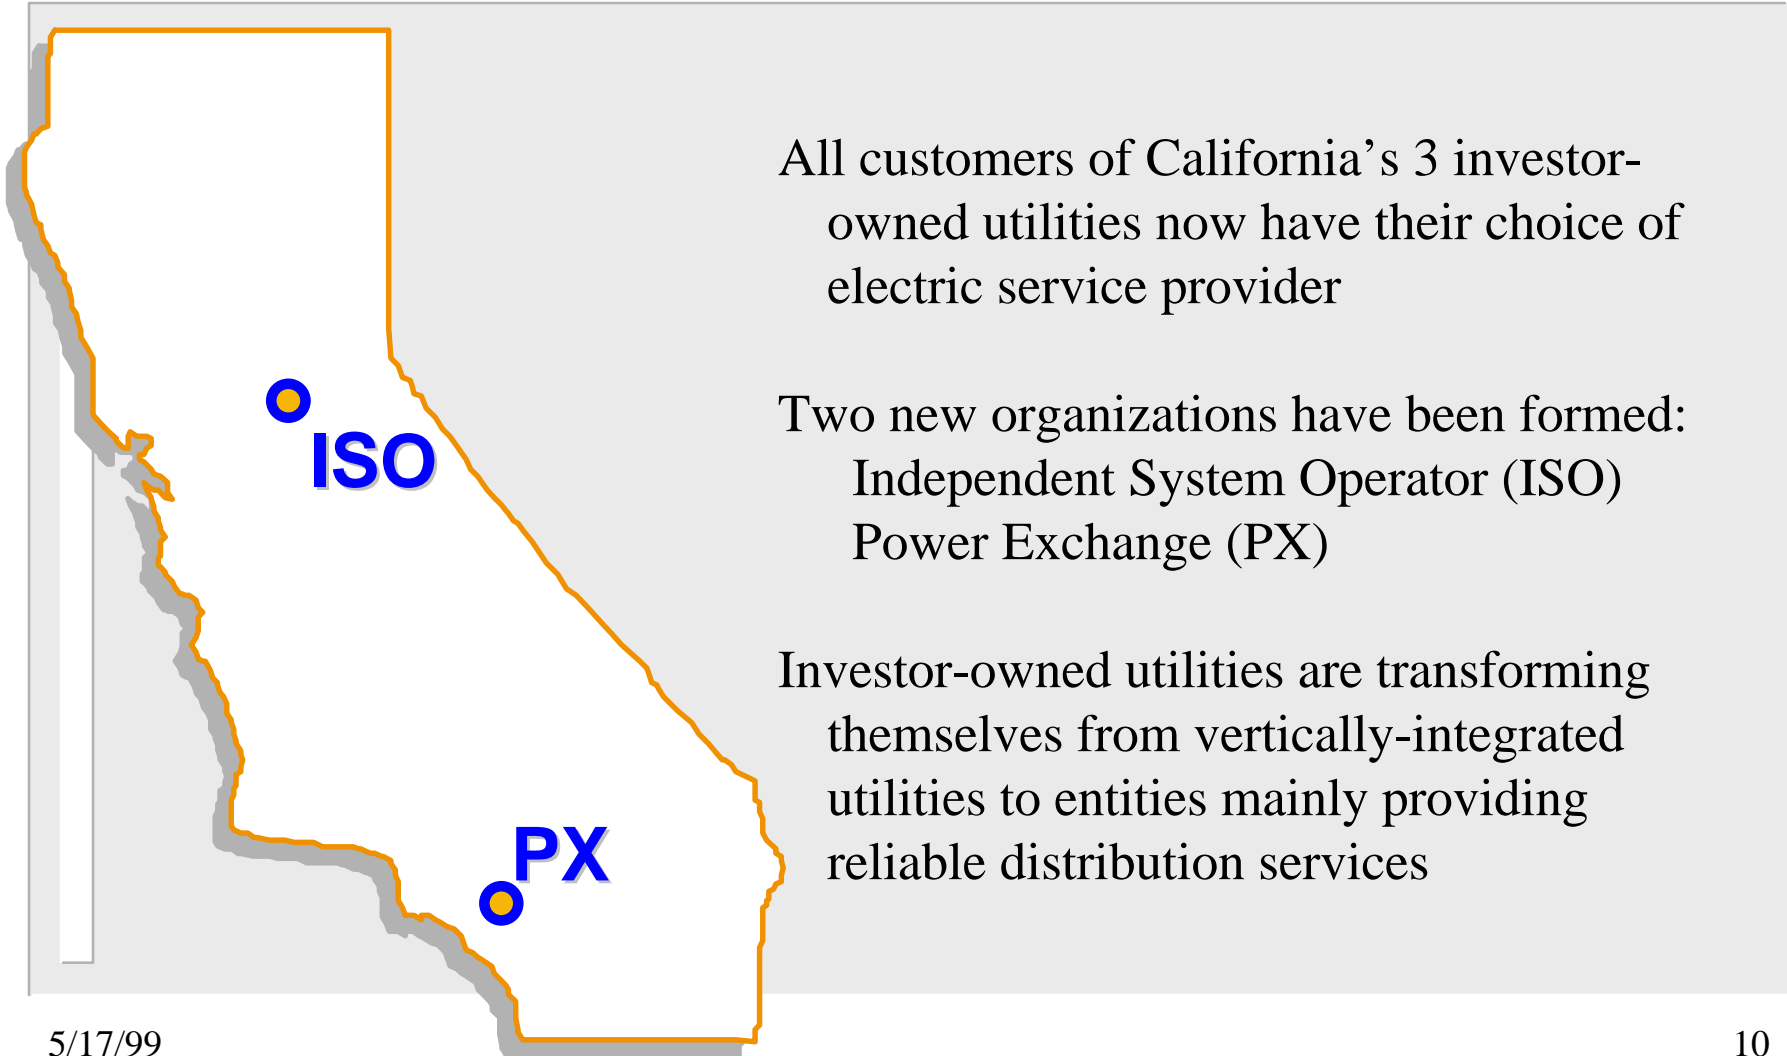 All customers of California’s 3 investor-
owned utilities now have their choice of
electric service provider
ISO
Two new organizations have been formed:
Independent System Operator (ISO)
Power Exchange (PX)
Investor-owned utilities are transforming
themselves from vertically-integrated
utilities to entities mainly providing
reliable distribution services
PX
5/17/99
10